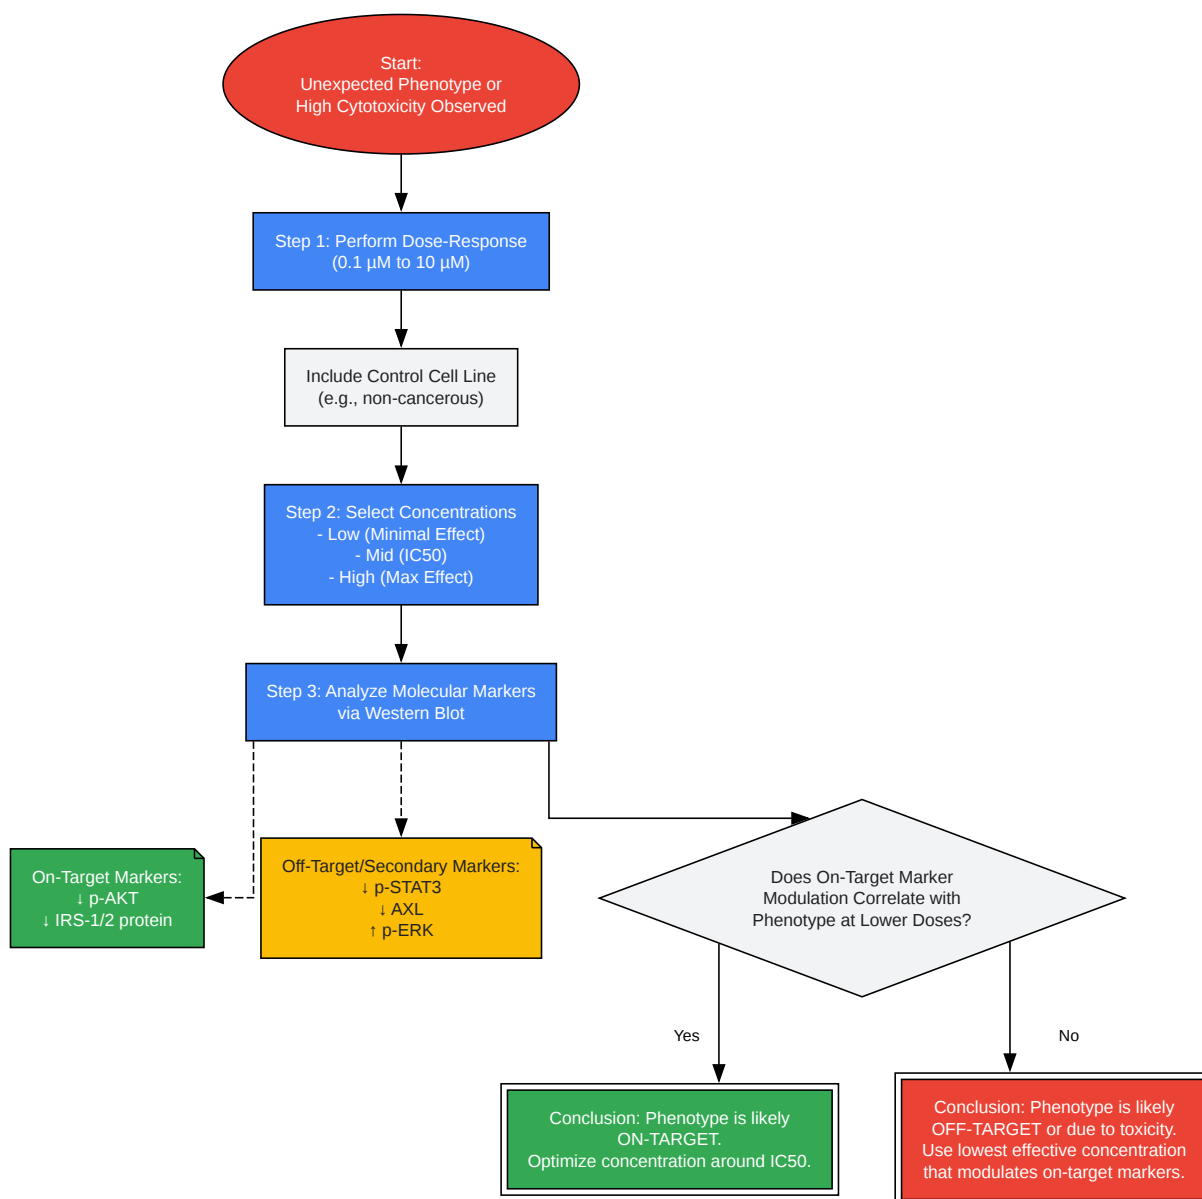 Start:
Unexpected Phenotype or
High Cytotoxicity Observed
Step 1: Perform Dose-Response
(0.1 µM to 10 µM)
Include Control Cell Line
(e.g., non-cancerous)
Step 2: Select Concentrations
- Low (Minimal Effect)
- Mid (IC50)
- High (Max Effect)
Step 3: Analyze Molecular Markers
via Western Blot
On-Target Markers:
↓ p-AKT
↓ IRS-1/2 protein
Off-Target/Secondary Markers:
↓ p-STAT3
↓ AXL
↑ p-ERK
Does On-Target Marker
Modulation Correlate with
Phenotype at Lower Doses?
Yes
No
Conclusion: Phenotype is likely
ON-TARGET.
Optimize concentration around IC50.
Conclusion: Phenotype is likely
OFF-TARGET or due to toxicity.
Use lowest effective concentration
that modulates on-target markers.